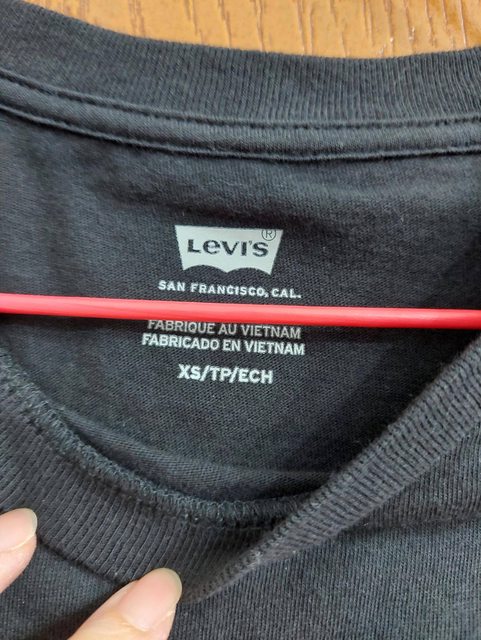 Levi's®
SAN FRANCISCO, CAL.
FABRIQUE AU VIETNAM
FABRICADO EN VIETNAM
XS/TP/ECH